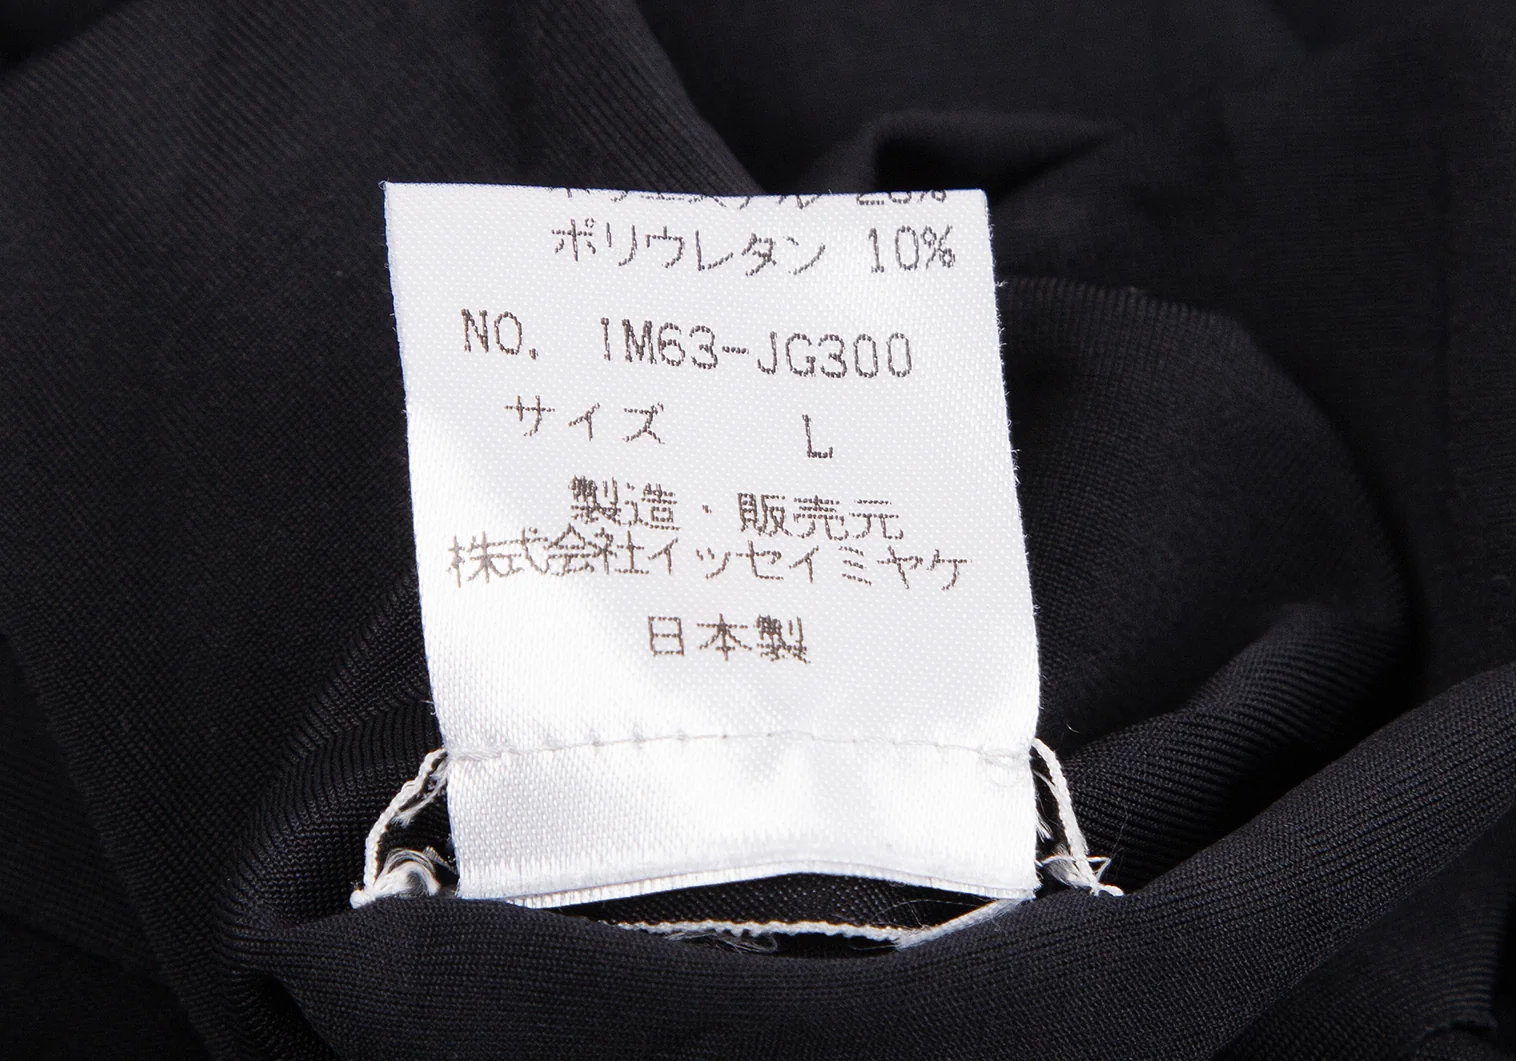 ポリウレタン 10%
NO. IM63-JG300
サイズ L
製造・販売元
株式会社イッセイミヤケ
日本製